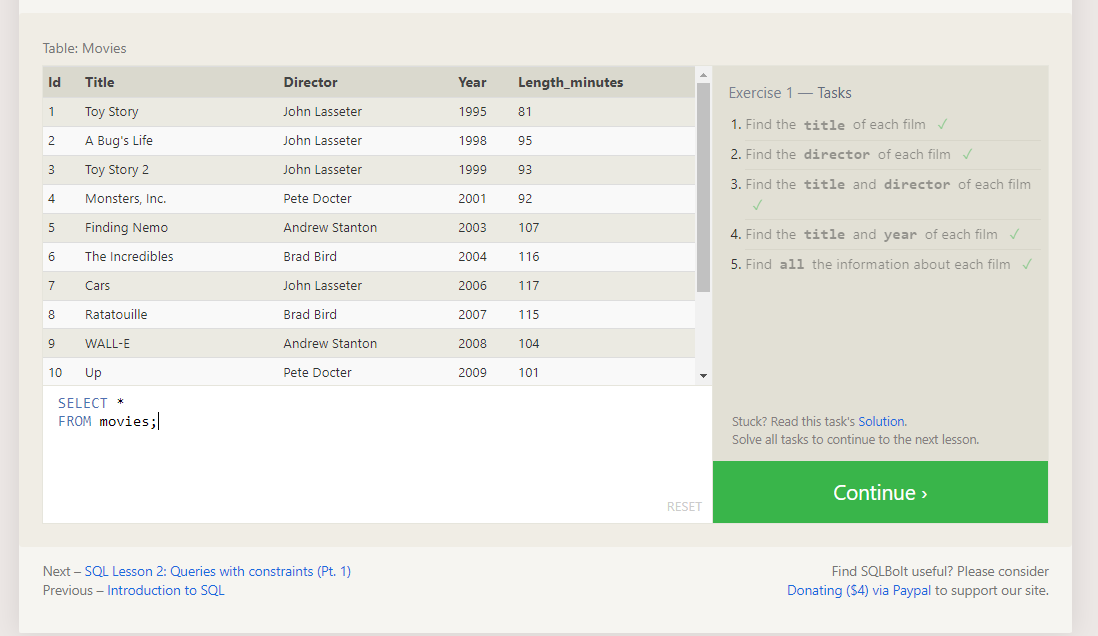 Table: Movies
Id Title Director Year Length_minutes
1 Toy Story John Lasseter 1995 81
2 A Bug's Life John Lasseter 1998 95
3 Toy Story 2 John Lasseter 1999 93
4 Monsters, Inc. Pete Docter 2001 92
5 Finding Nemo Andrew Stanton 2003 107
6 The Incredibles Brad Bird 2004 116
7 Cars John Lasseter 2006 117
8 Ratatouille Brad Bird 2007 115
9 WALL-E Andrew Stanton 2008 104
10 Up Pete Docter 2009 101
SELECT *
FROM movies;
RESET
Exercise 1 — Tasks
1. Find the title of each film ✓
2. Find the director of each film ✓
3. Find the title and director of each film
✓
4. Find the title and year of each film ✓
5. Find all the information about each film ✓
Stuck? Read this task's Solution.
Solve all tasks to continue to the next lesson.
Continue ›
Next – SQL Lesson 2: Queries with constraints (Pt. 1)
Previous – Introduction to SQL
Find SQLBolt useful? Please consider
Donating ($4) via Paypal to support our site.